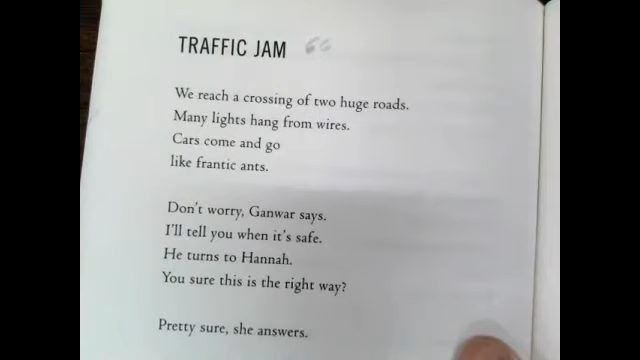 TRAFFIC JAM 66
We reach a crossing of two huge roads.
Many lights hang from wires.
Cars come and go
like frantic ants.
Don't worry, Ganwar says.
I'll tell you when it's safe.
He turns to Hannah.
You sure this is the right way?
Pretty sure, she answers.